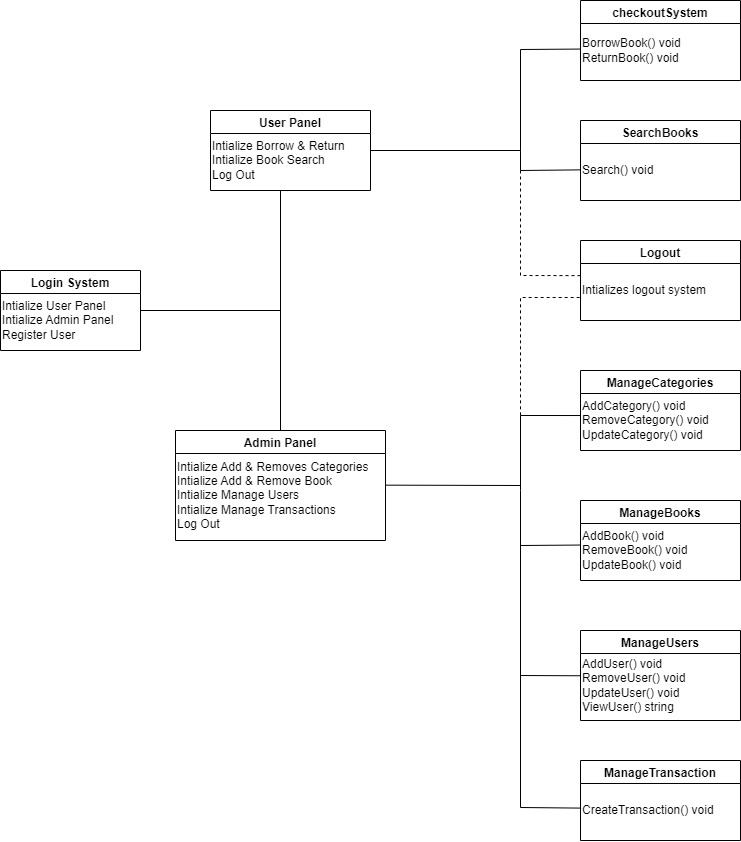 checkoutSystem
BorrowBook() void
ReturnBook() void
User Panel
Intialize Borrow & Return
Intialize Book Search
Log Out
SearchBooks
Search() void
Logout
Intializes logout system
Login System
Intialize User Panel
Intialize Admin Panel
Register User
ManageCategories
AddCategory() void
RemoveCategory() void
UpdateCategory() void
Admin Panel
Intialize Add & Removes Categories
Intialize Add & Remove Book
Intialize Manage Users
Intialize Manage Transactions
Log Out
ManageBooks
AddBook() void
RemoveBook() void
UpdateBook() void
ManageUsers
AddUser() void
RemoveUser() void
UpdateUser() void
ViewUser() string
ManageTransaction
CreateTransaction() void